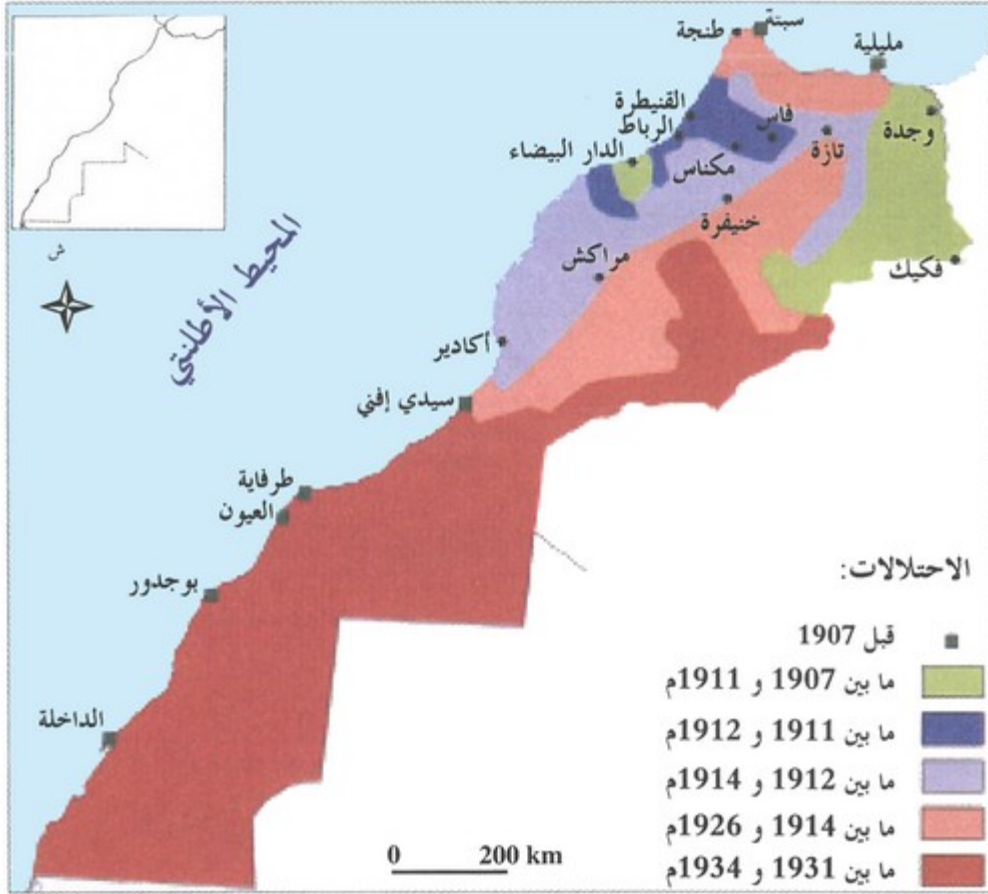 سبتة
طنجة
مليلية
القنيطرة
الرباط
فاس
وجدة
الدار البيضاء
مكناس
تازة
خنيفرة
ش
المحيط الأطلنتي
مراكش
فكيك
أكادير
سيدي إفني
طرفاية
العيون
بوجدور
الداخلة
الاحتلالات:
قبل 1907
ما بين 1907 و 1911م
ما بين 1911 و 1912م
ما بين 1912 و 1914م
ما بين 1914 و 1926م
ما بين 1931 و 1934م
0 200 km